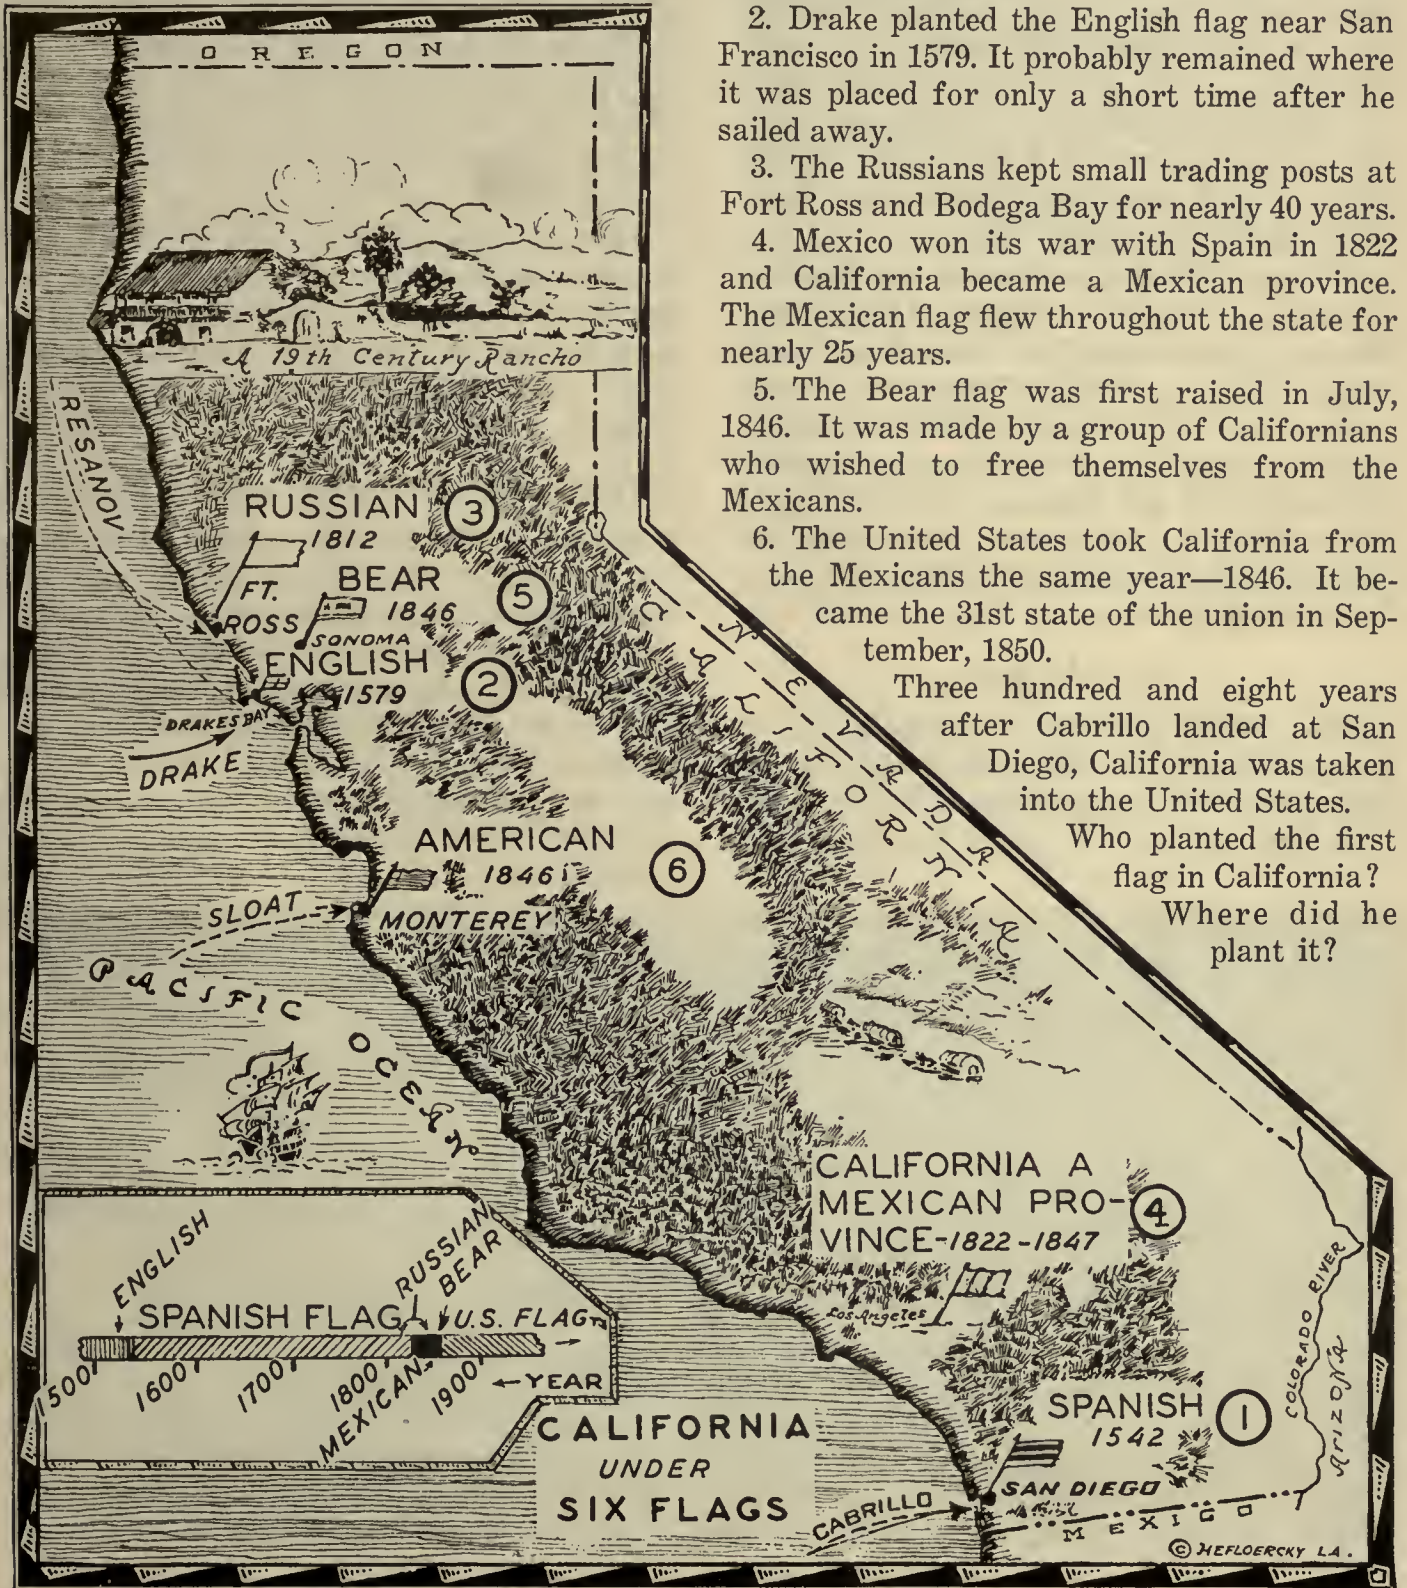 2. Drake planted the English flag near San
Francisco in 1579. It probably remained where
it was placed for only a short time after he
sailed away.
3. The Russians kept small trading posts at
Fort Ross and Bodega Bay for nearly 40 years.
4. Mexico won its war with Spain in 1822
and California became a Mexican province.
The Mexican flag flew throughout the state for
nearly 25 years.
5. The Bear flag was first raised in July,
1846. It was made by a group of Californians
who wished to free themselves from the
Mexicans.
6. The United States took California from
the Mexicans the same year—1846. It be-
came the 31st state of the union in Sep-
tember, 1850.
Three hundred and eight years
after Cabrillo landed at San
Diego, California was taken
into the United States.
Who planted the first
flag in California?
Where did he
plant it?
OREGON
A 19th Century Rancho
RESANOV
RUSSIAN
3
1812
FT.
ROSS
BEAR
1846
5
SONOMA
ENGLISH
1579
2
DRAKES BAY
DRAKE
NEVADA
CALIFORNIA
AMERICAN
1846
6
SLOAT
MONTEREY
PACIFIC OCEAN
CALIFORNIA A
MEXICAN PRO-
VINCE-1822-1847
4
Los Angeles
COLORADO RIVER
ARIZONA
SPANISH
1542
1
SAN DIEGO
CABRILLO
MEXICO
© HEFLOERCKY LA.
ENGLISH
RUSSIAN
BEAR
SPANISH FLAG
U.S. FLAG
1500
1600
1700
1800
MEXICAN
1900
YEAR
CALIFORNIA
UNDER
SIX FLAGS